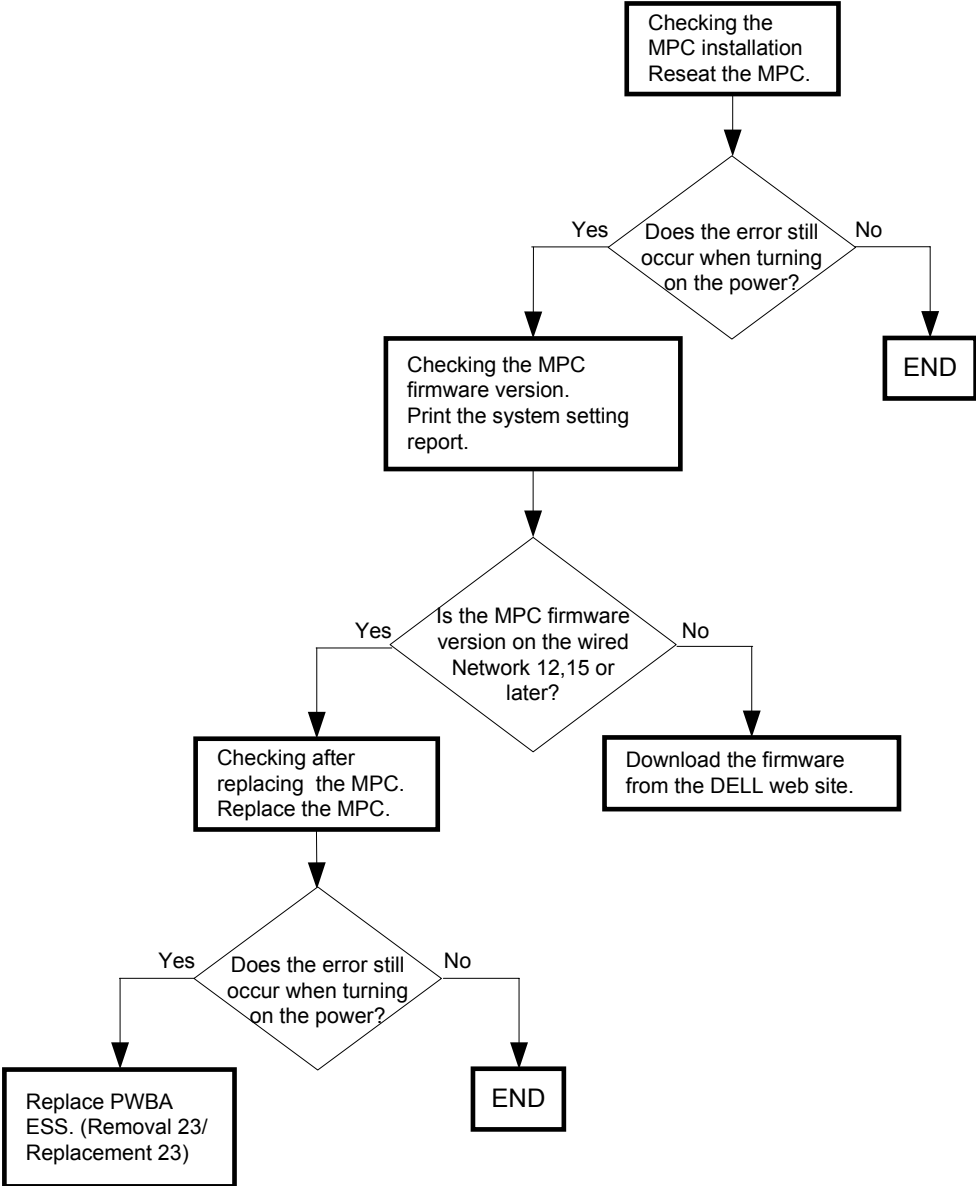 Checking the
MPC installation
Reseat the MPC.
Yes
Does the error still
occur when turning
on the power?
No
END
Checking the MPC
firmware version.
Print the system setting
report.
Yes
Is the MPC firmware
version on the wired
Network 12,15 or
later?
No
Checking after
replacing the MPC.
Replace the MPC.
Download the firmware
from the DELL web site.
Yes
Does the error still
occur when turning
on the power?
No
Replace PWBA
ESS. (Removal 23/
Replacement 23)
END